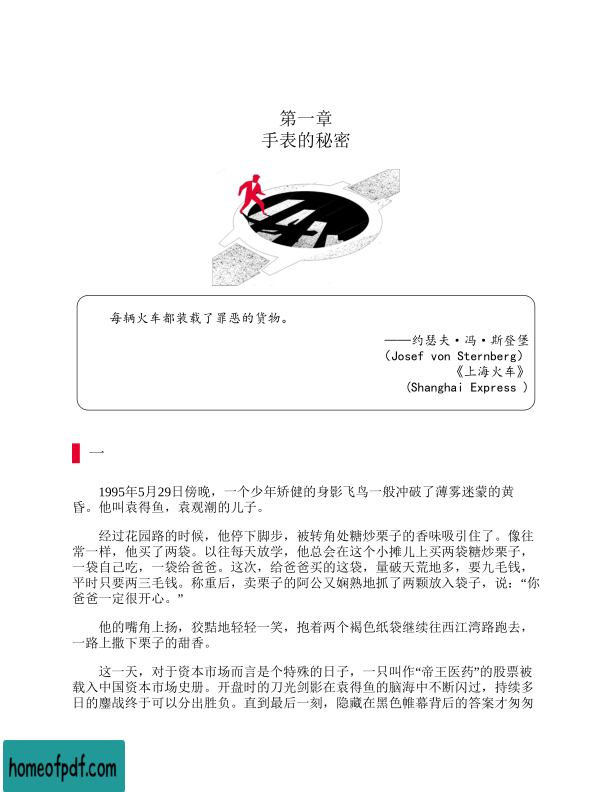 第一章
手表的秘密
每辆火车都装载了罪恶的货物。
——约瑟夫·冯·斯登堡
（Josef von Sternberg）
《上海火车》
(Shanghai Express )
一
1995年5月29日傍晚，一个少年矫健的身影飞鸟一般冲破了薄雾迷蒙的黄
昏。他叫袁得鱼，袁观潮的儿子。
经过花园路的时候，他停下脚步，被转角处糖炒栗子的香味吸引住了。像往
常一样，他买了两袋。以往每天放学，他总会在这个小摊儿上买两袋糖炒栗子，
一袋自己吃，一袋给爸爸。这次，给爸爸买的这袋，量破天荒地多，要九毛钱，
平时只要两三毛钱。称重后，卖栗子的阿公又娴熟地抓了两颗放入袋子，说：“你
爸爸一定很开心。”
他的嘴角上扬，狡黠地轻轻一笑，抱着两个褐色纸袋继续往西江湾路跑去，
一路上撒下栗子的甜香。
这一天，对于资本市场而言是个特殊的日子，一只叫作“帝王医药”的股票被
载入中国资本市场史册。开盘时的刀光剑影在袁得鱼的脑海中不断闪过，持续多
日的鏖战终于可以分出胜负。直到最后一刻，隐藏在黑色帷幕背后的答案才匆匆
homeofpdf.com